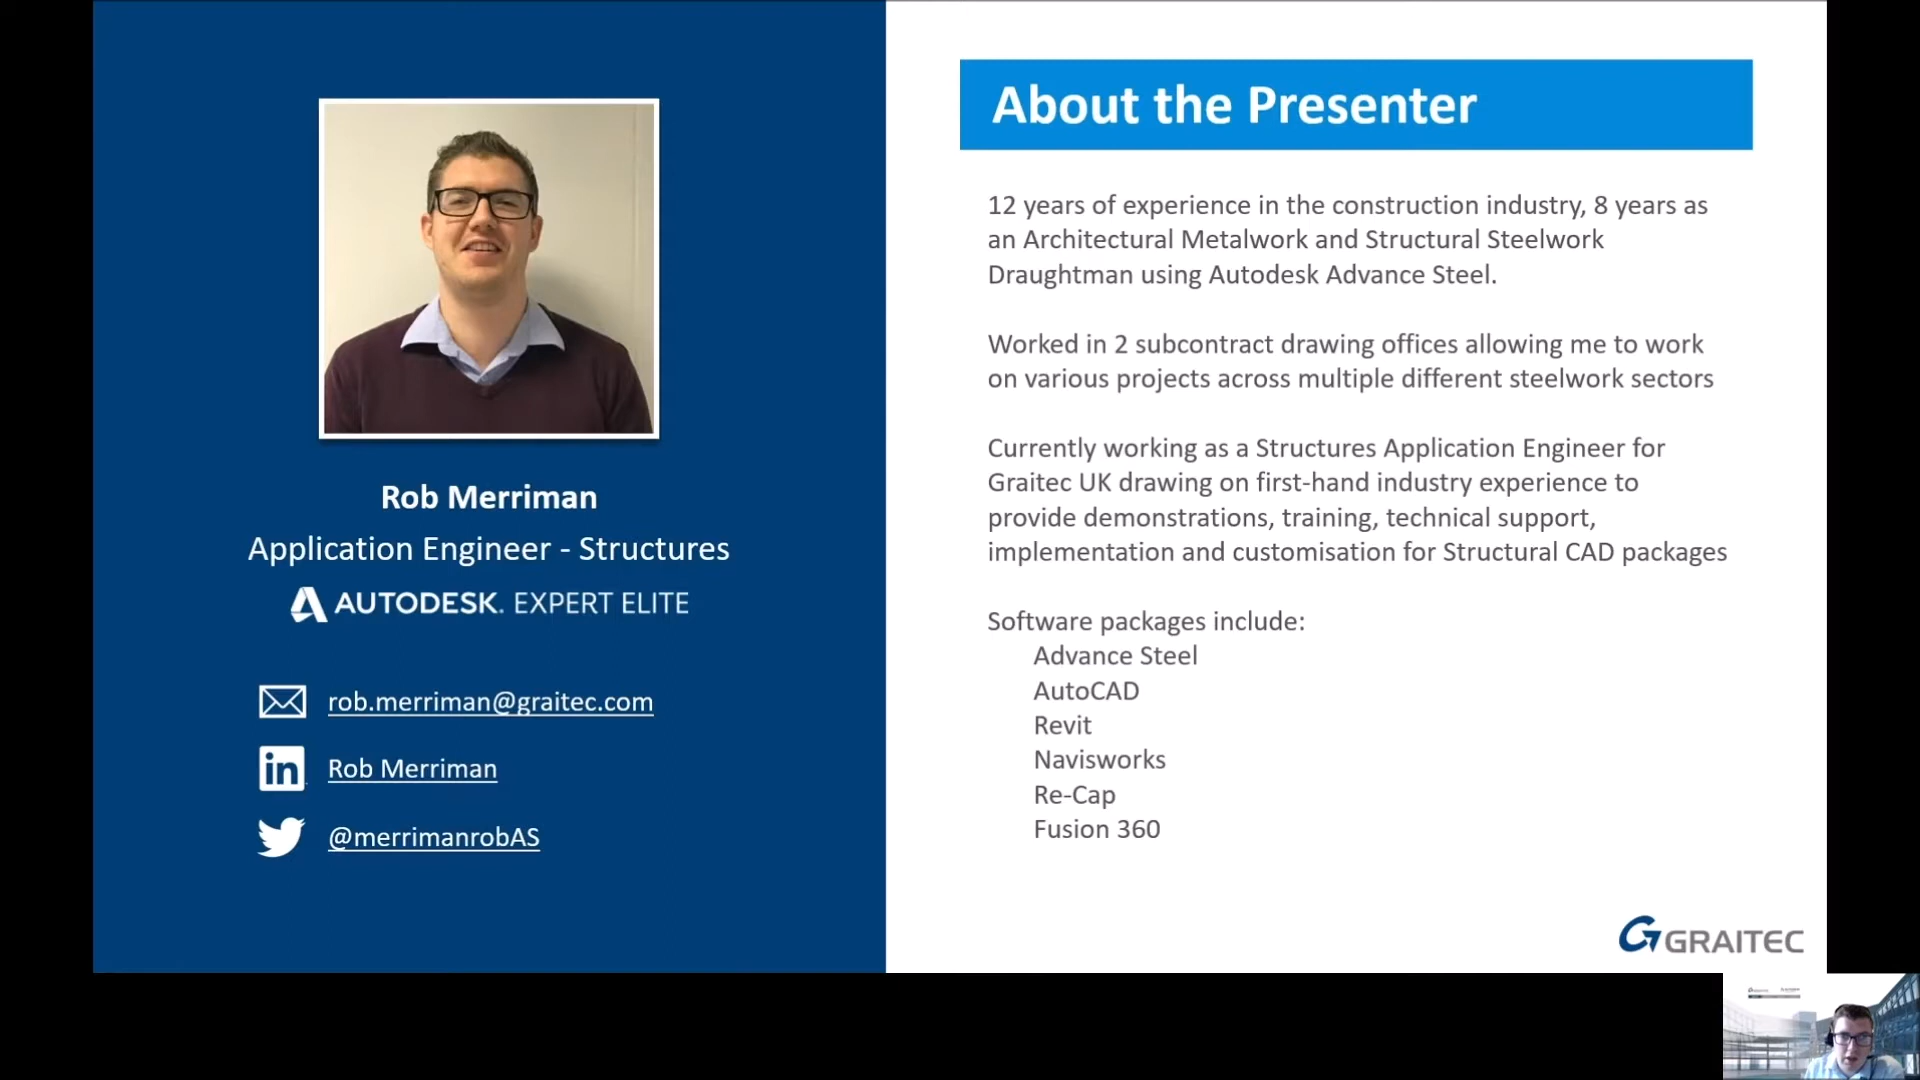 About the Presenter
12 years of experience in the construction industry, 8 years as
an Architectural Metalwork and Structural Steelwork
Draughtman using Autodesk Advance Steel.
Worked in 2 subcontract drawing offices allowing me to work
on various projects across multiple different steelwork sectors
Currently working as a Structures Application Engineer for
Graitec UK drawing on first-hand industry experience to
provide demonstrations, training, technical support,
implementation and customisation for Structural CAD packages
Software packages include:
Advance Steel
AutoCAD
Revit
Navisworks
Re-Cap
Fusion 360
Rob Merriman
Application Engineer - Structures
AUTODESK. EXPERT ELITE
rob.merriman@graitec.com
in
Rob Merriman
@merrimanrobAS
GRAITEC